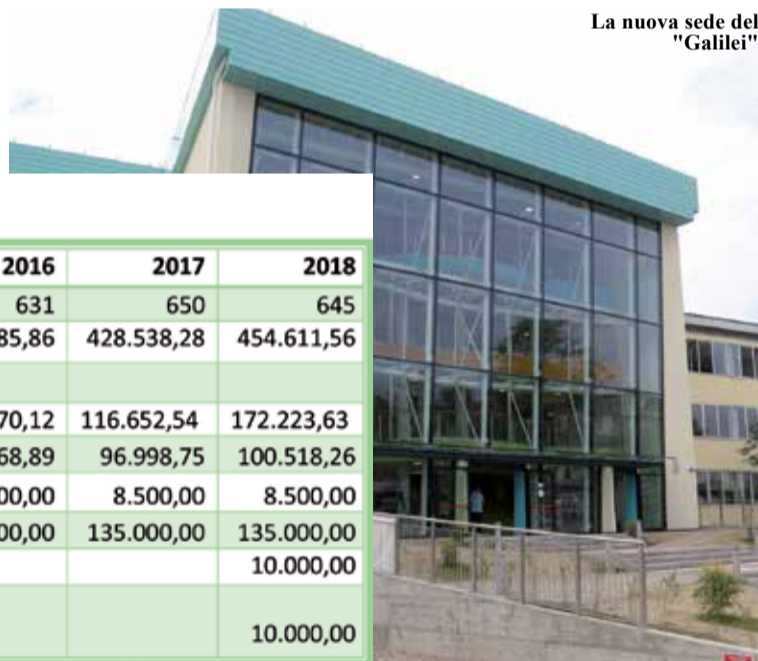 La nuova sede del
"Galilei"
2016 2017 2018
631 650 645
85,86 428.538,28 454.611,56
70,12 116.652,54 172.223,63
68,89 96.998,75 100.518,26
00,00 8.500,00 8.500,00
00,00 135.000,00 135.000,00
10.000,00
10.000,00